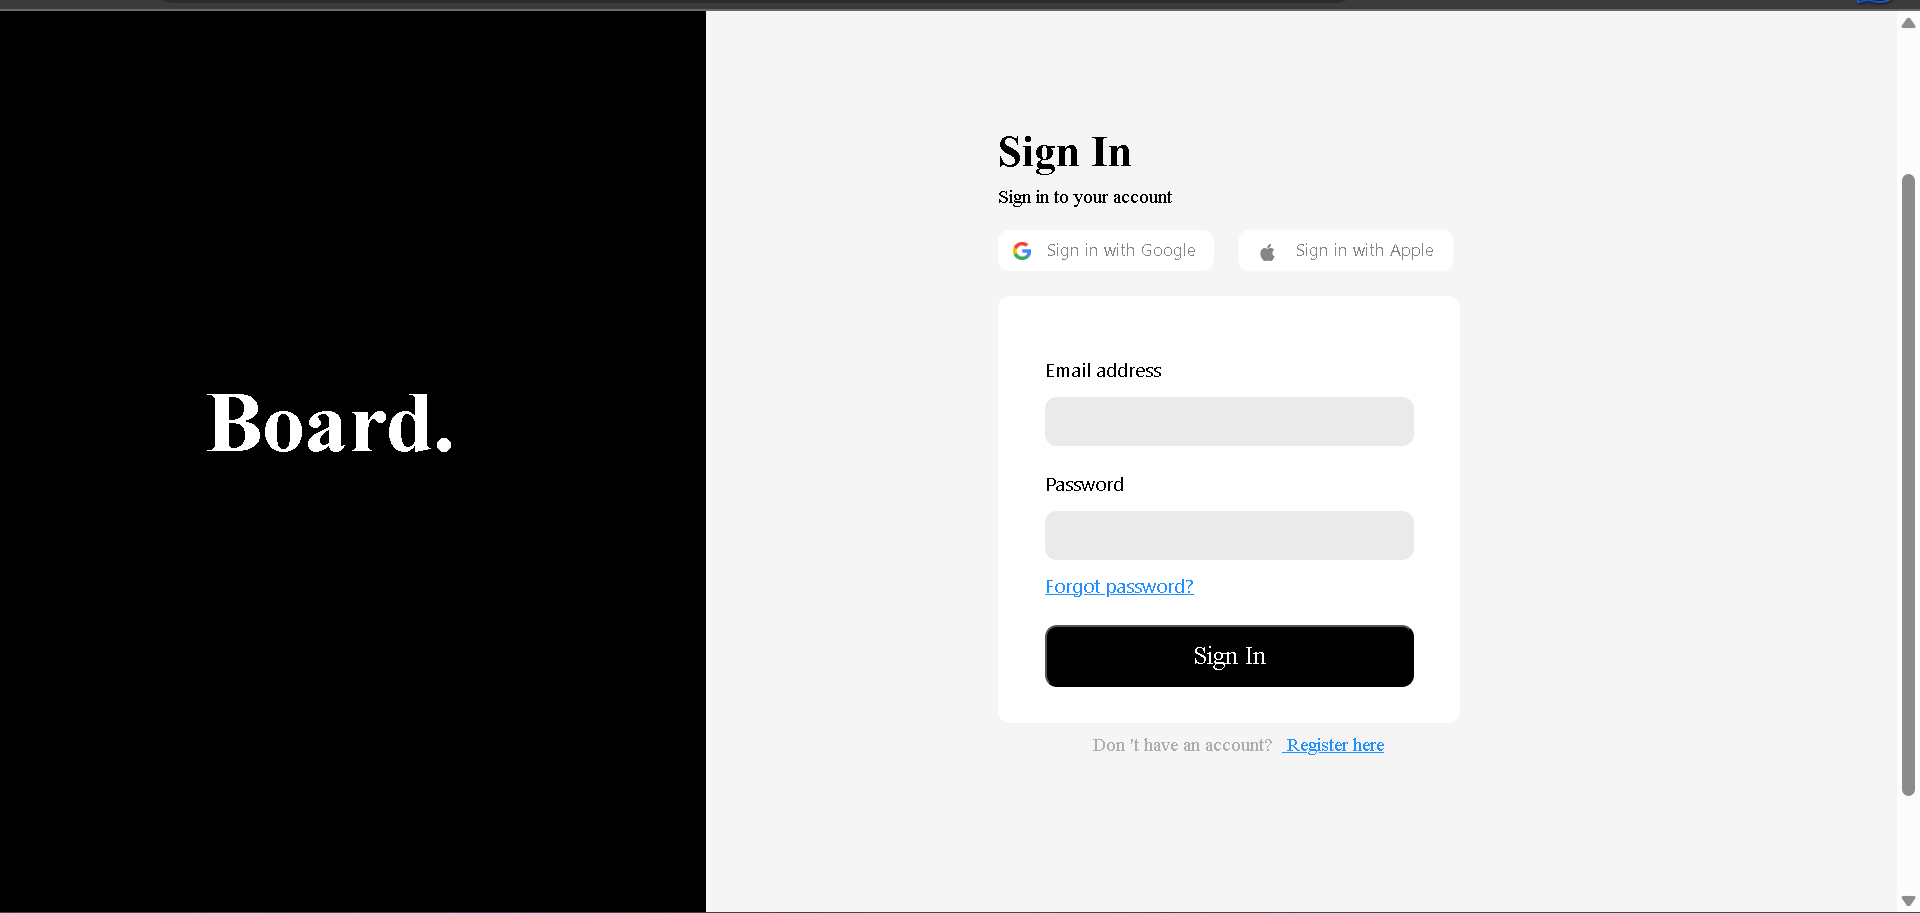 Board.
Sign In
Sign in to your account
Sign in with Google
Sign in with Apple
Email address
Password
Forgot password?
Sign In
Don 't have an account? Register here